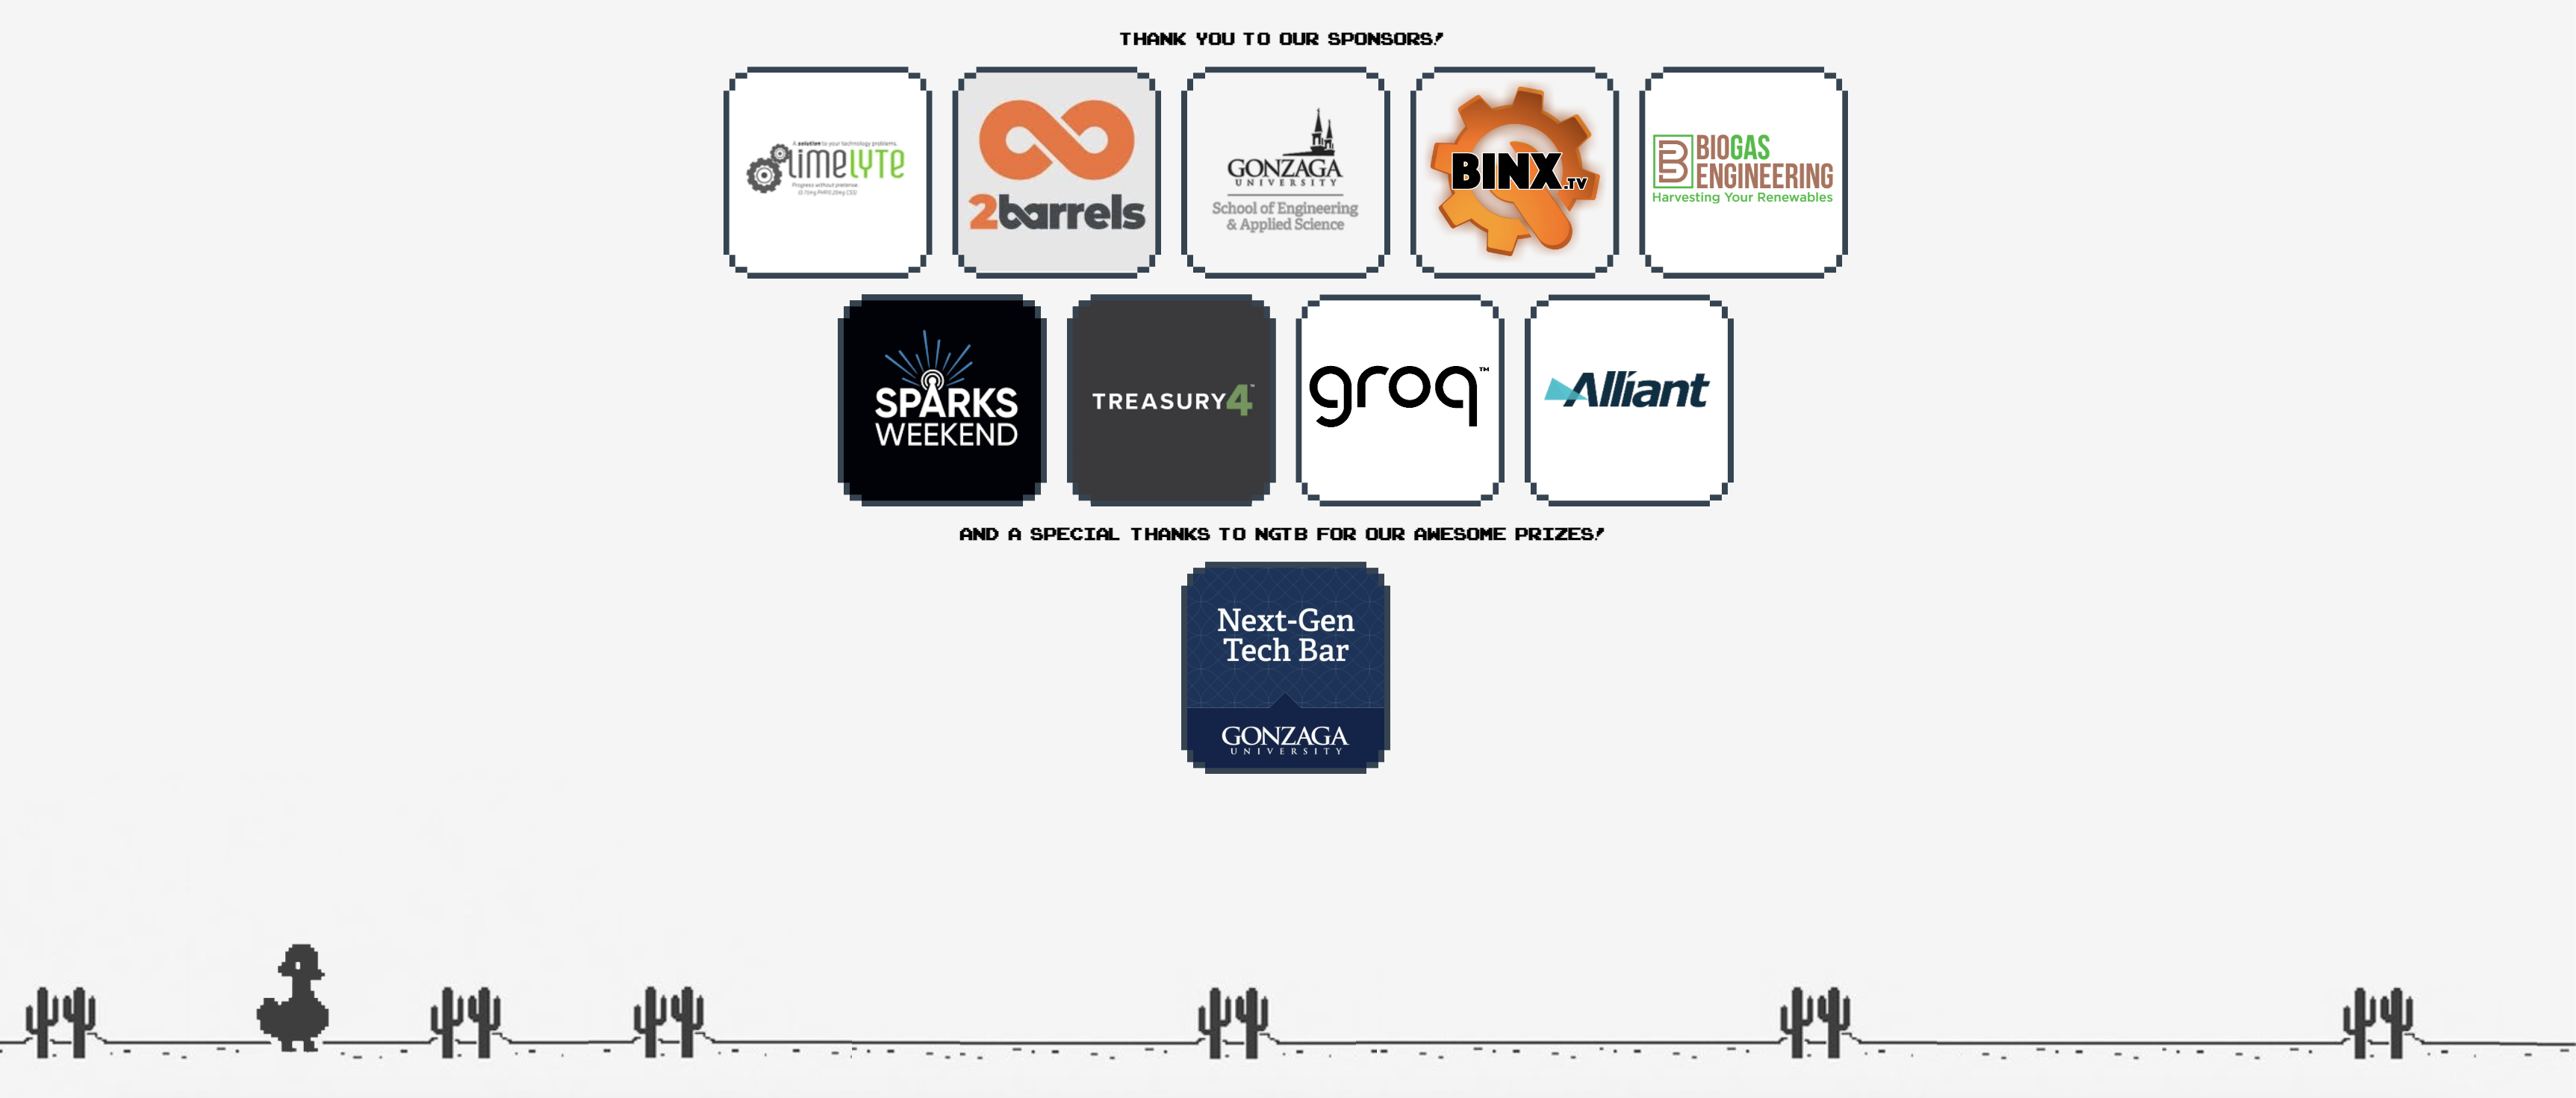 THANK YOU TO OUR SPONSORS!
A solution to your technology problems.
limelyte
Progress without pretense.
2barrels
GONZAGA
UNIVERSITY
School of Engineering
& Applied Science
BINX.TV
BIOGAS
ENGINEERING
Harvesting Your Renewables
SPARKS
WEEKEND
TREASURY4™
groq™
Alliant
AND A SPECIAL THANKS TO NGTB FOR OUR AWESOME PRIZES!
Next-Gen
Tech Bar
GONZAGA
UNIVERSITY